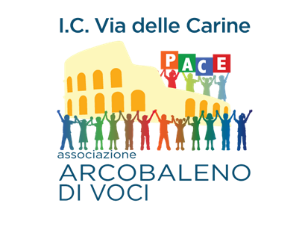 I.C. Via delle Carine
PACE
associazione
ARCOBALENO
DI VOCI